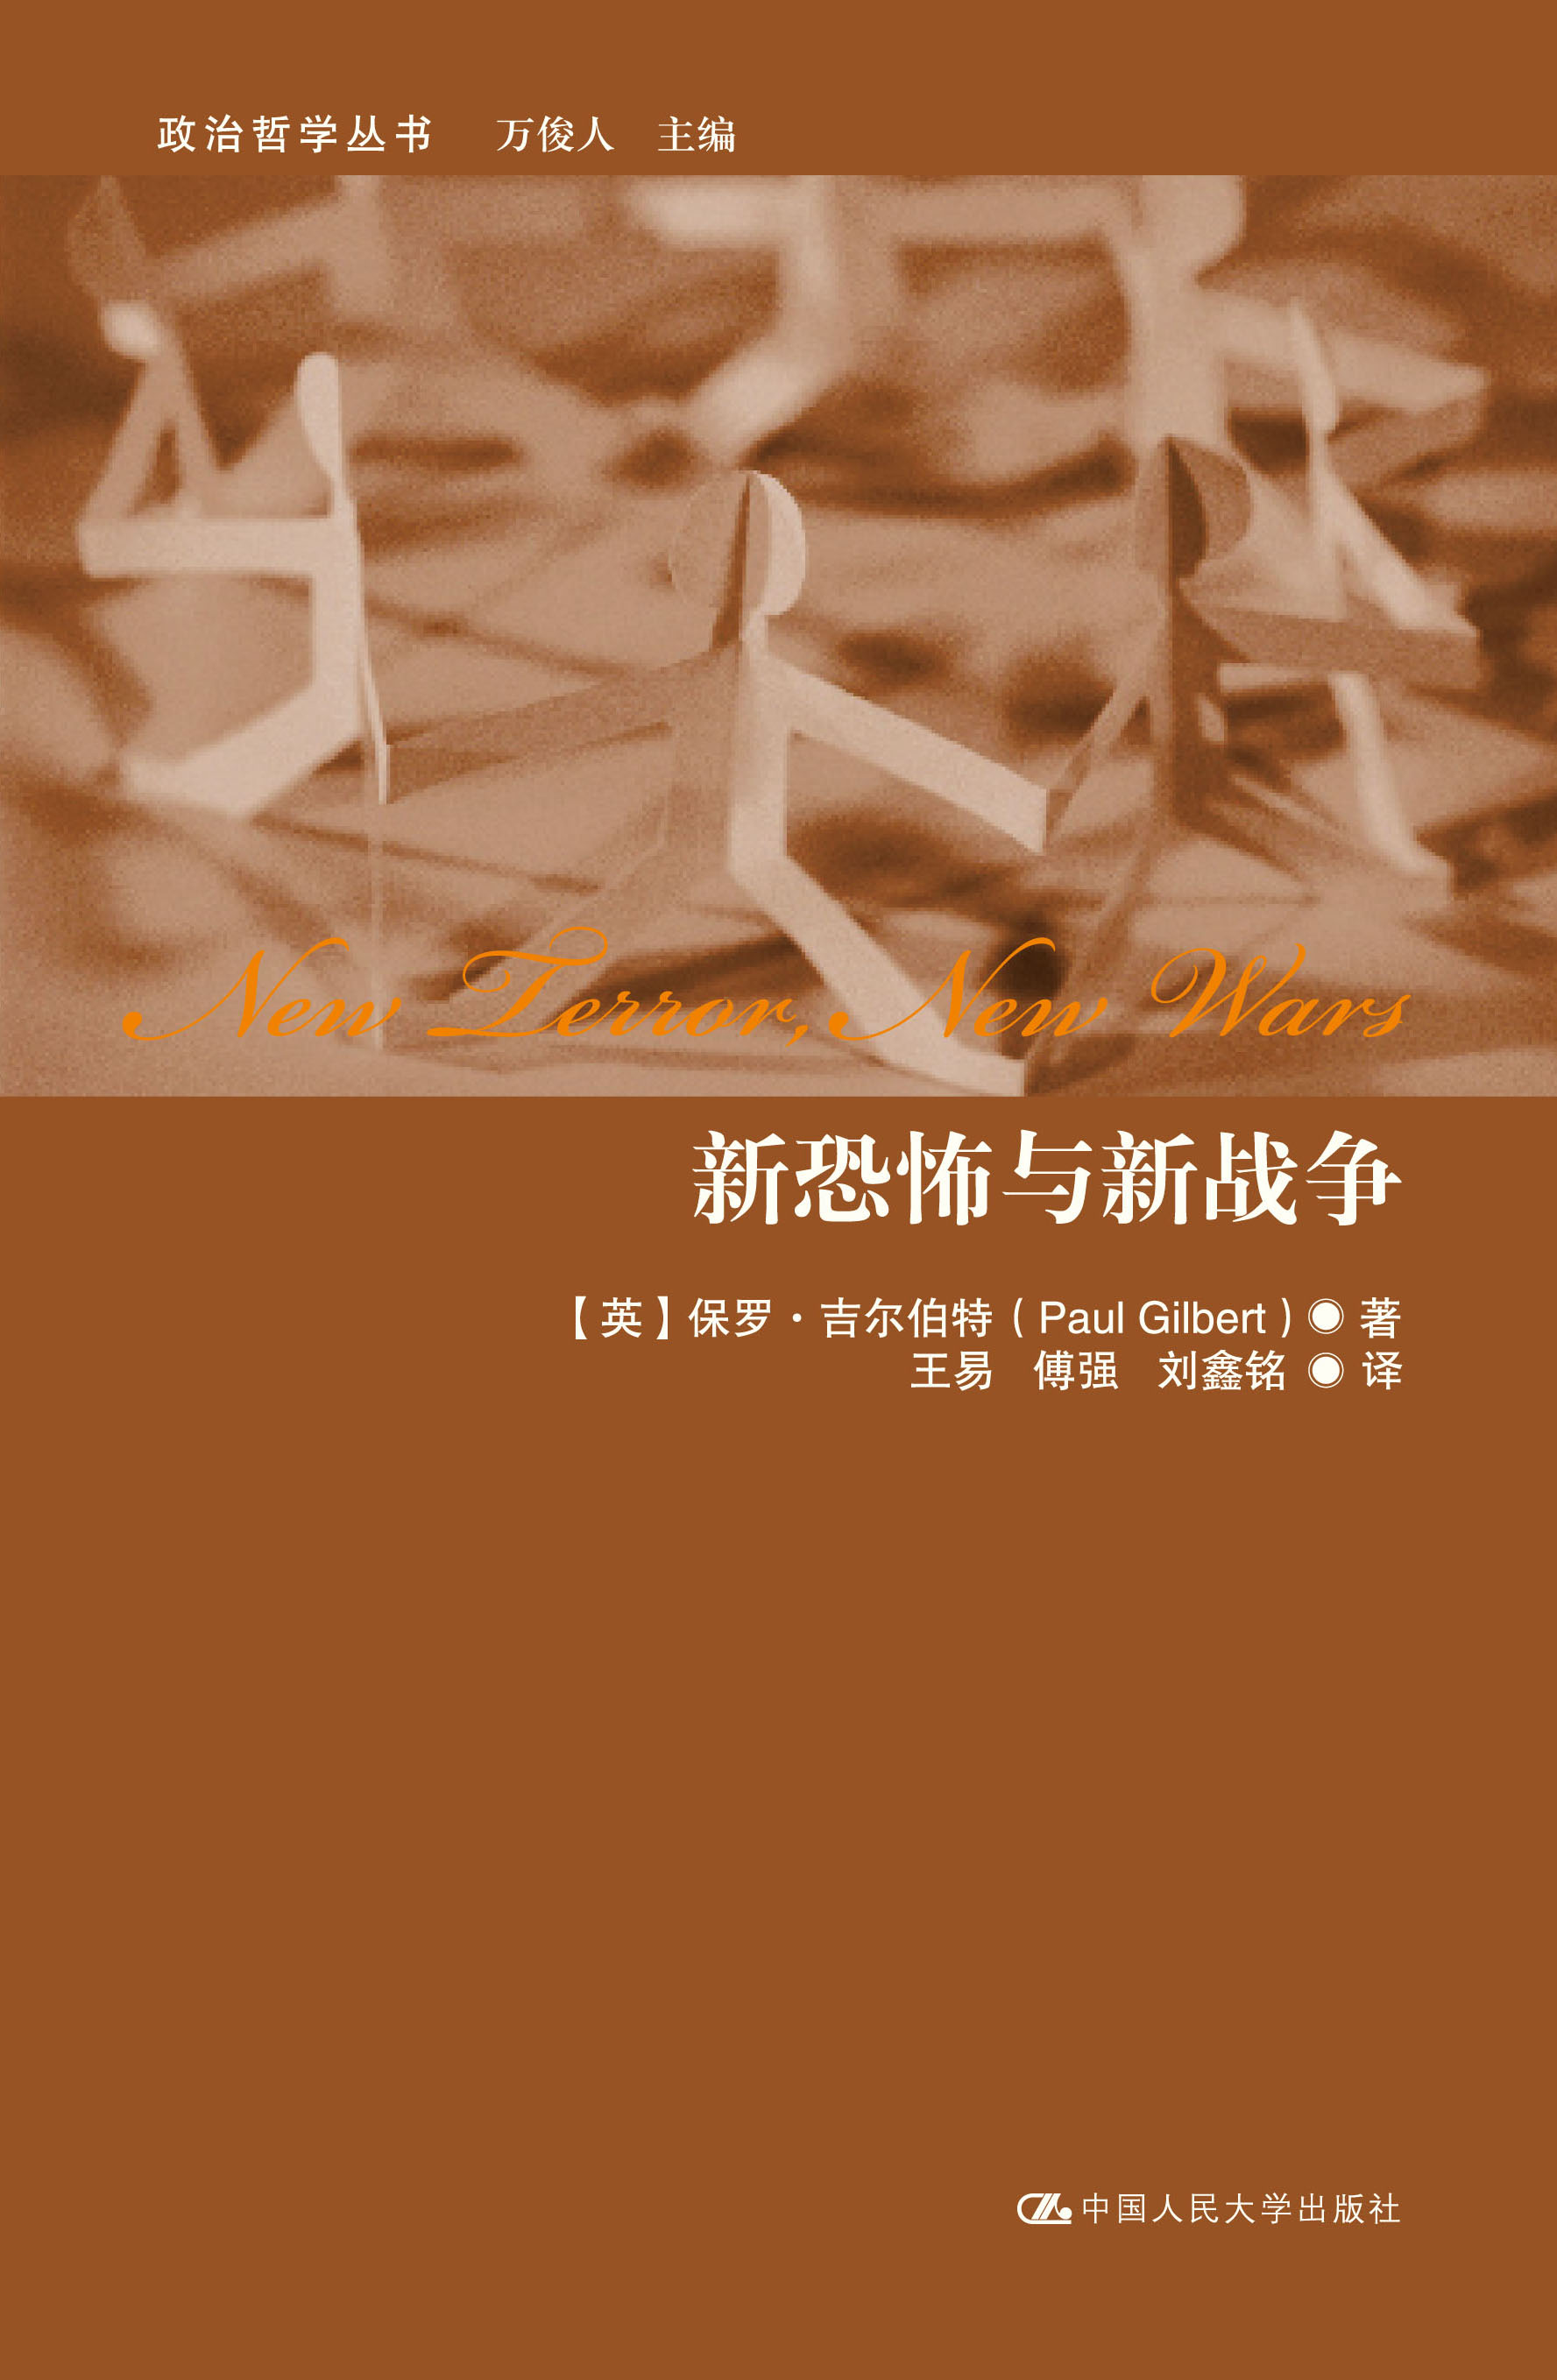 政治哲学丛书 万俊人 主编
New Terror, New Wars
新恐怖与新战争
【英】保罗·吉尔伯特(Paul Gilbert)◉著
王易 傅强 刘鑫铭 ◉ 译
中国人民大学出版社